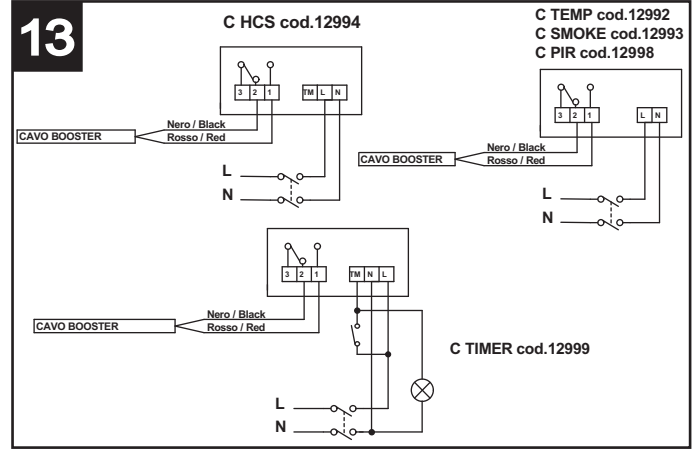 13
C HCS cod.12994
3 2 1 TM L N
CAVO BOOSTER
Nero / Black
Rosso / Red
L
N
C TEMP cod.12992
C SMOKE cod.12993
C PIR cod.12998
3 2 1 L N
CAVO BOOSTER
Nero / Black
Rosso / Red
L
N
3 2 1 TM N L
CAVO BOOSTER
Nero / Black
Rosso / Red
C TIMER cod.12999
L
N